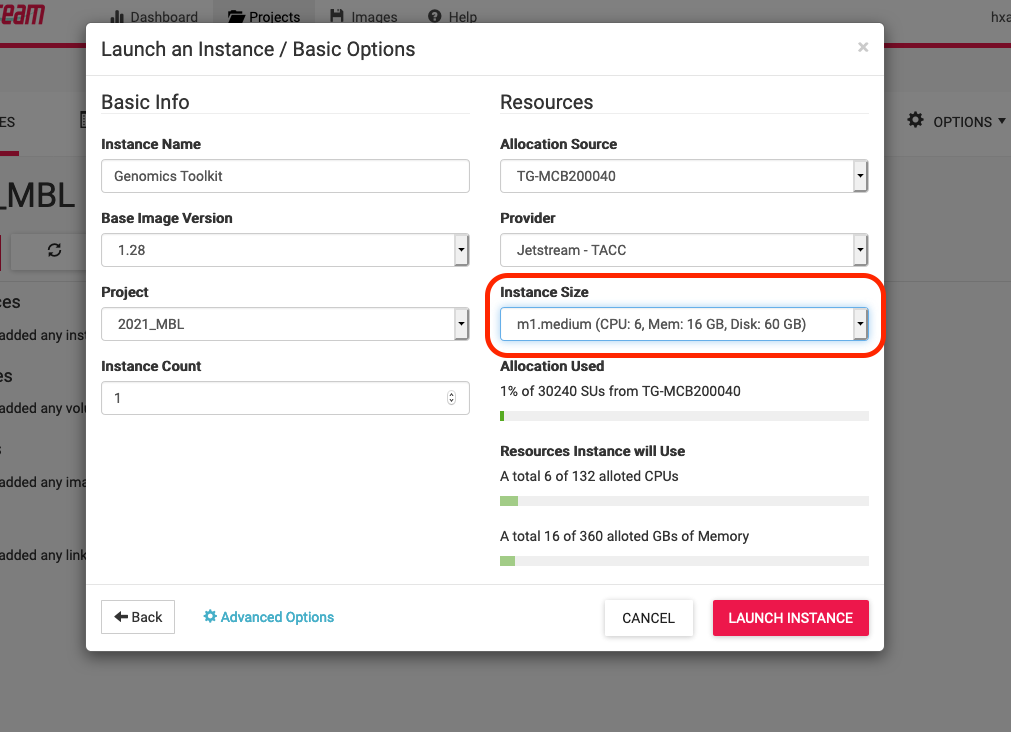 eam
Dashboard
Projects
Images
Help
hxa
Launch an Instance / Basic Options
×
ES
OPTIONS
_MBL
Basic Info
Instance Name
Genomics Toolkit
Base Image Version
1.28
Project
2021_MBL
Instance Count
1
Resources
Allocation Source
TG-MCB200040
Provider
Jetstream - TACC
Instance Size
m1.medium (CPU: 6, Mem: 16 GB, Disk: 60 GB)
Allocation Used
1% of 30240 SUs from TG-MCB200040
Resources Instance will Use
A total 6 of 132 alloted CPUs
A total 16 of 360 alloted GBs of Memory
ces
added any inst
es
added any volu
s
added any ima
added any link
Back
Advanced Options
CANCEL
LAUNCH INSTANCE